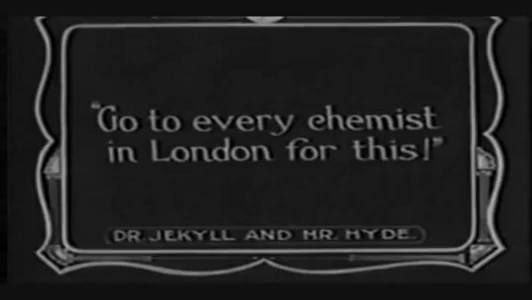 "Go to every chemist
in London for this!"
DR. JEKYLL AND MR. HYDE.